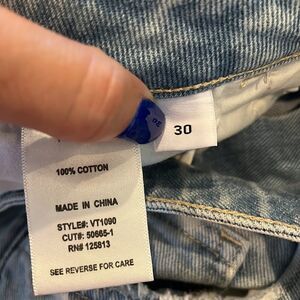 30
100% COTTON
MADE IN CHINA
STYLE#: VT1090
CUT#: 50665-1
RN# 125813
SEE REVERSE FOR CARE